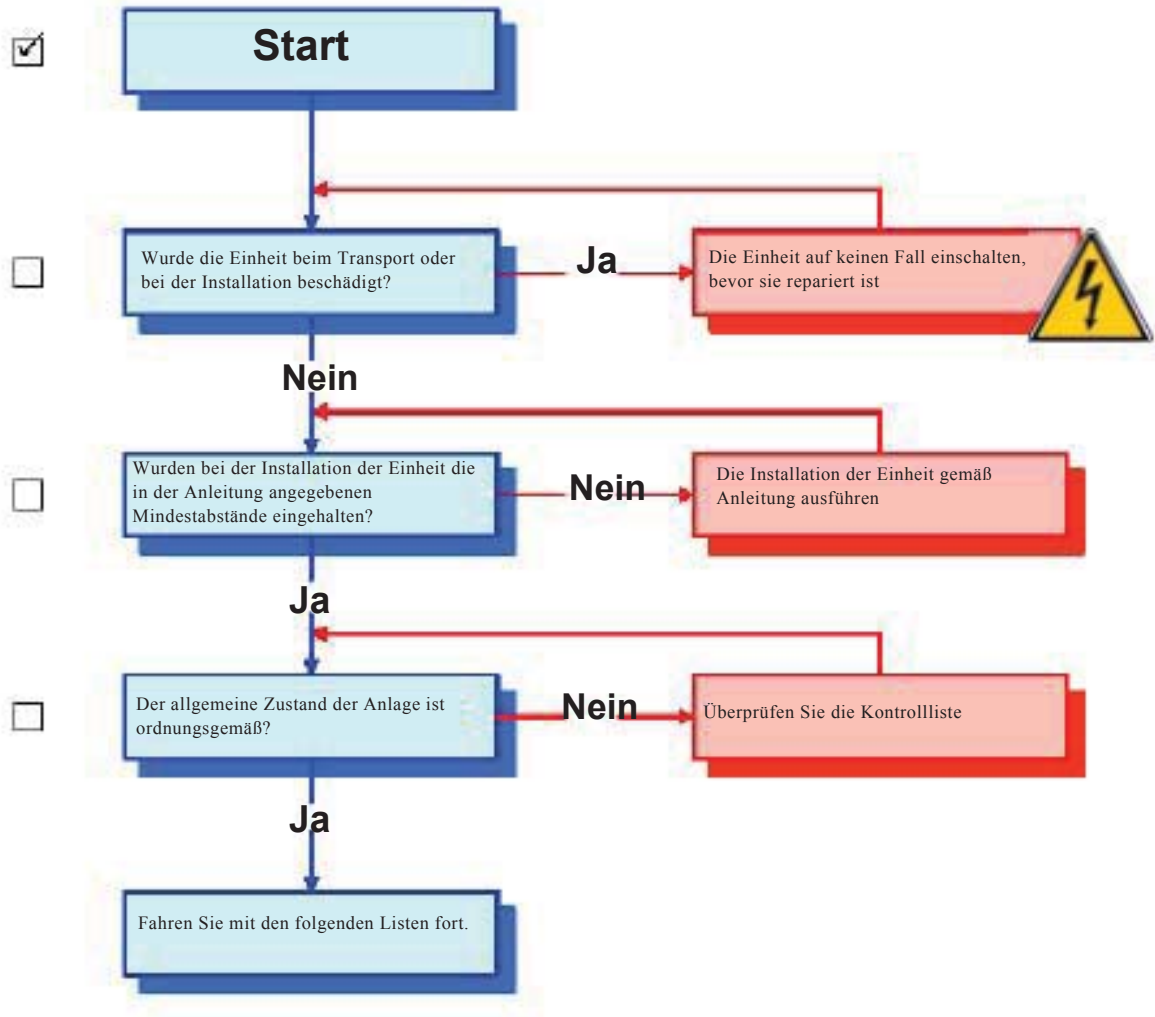 Start
Wurde die Einheit beim Transport oder
bei der Installation beschädigt?
Ja
Die Einheit auf keinen Fall einschalten,
bevor sie repariert ist
Nein
Wurden bei der Installation der Einheit die
in der Anleitung angegebenen
Mindestabstände eingehalten?
Nein
Die Installation der Einheit gemäß
Anleitung ausführen
Ja
Der allgemeine Zustand der Anlage ist
ordnungsgemäß?
Nein
Überprüfen Sie die Kontrollliste
Ja
Fahren Sie mit den folgenden Listen fort.